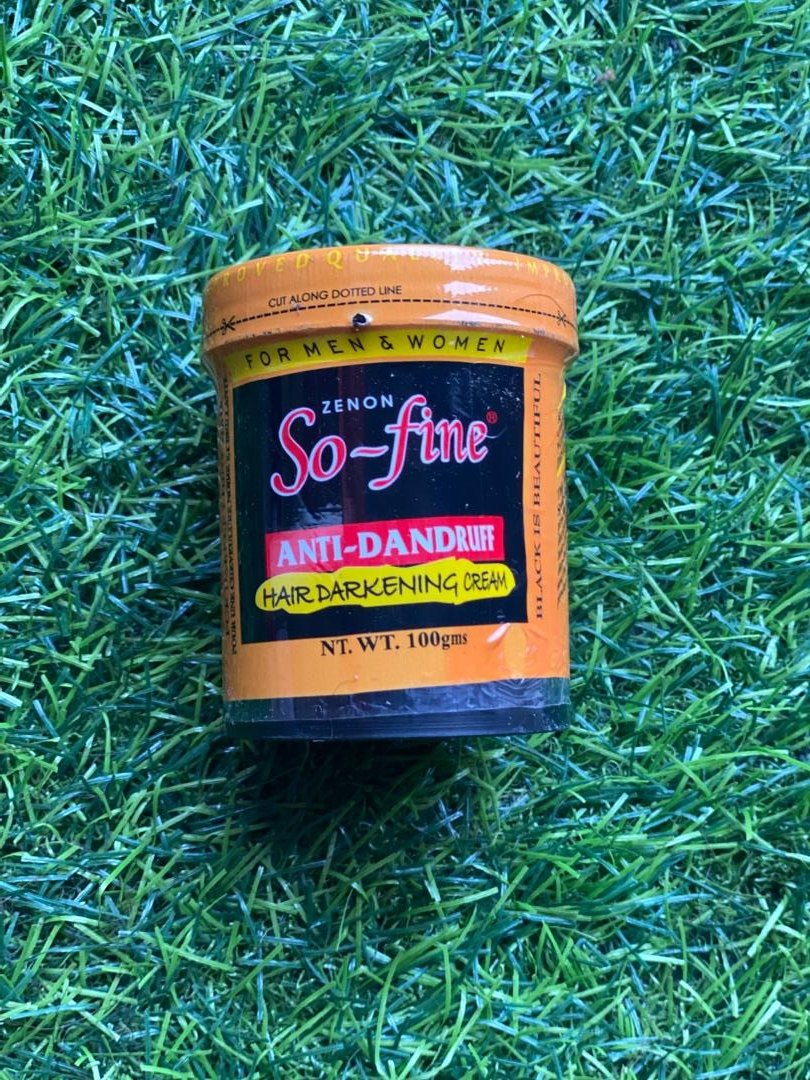 CUT ALONG DOTTED LINE
FOR MEN & WOMEN
ZENON
So-fine®
ANTI-DANDRUFF
HAIR DARKENING CREAM
NT. WT. 100gms
BLACK IS BEAUTIFUL